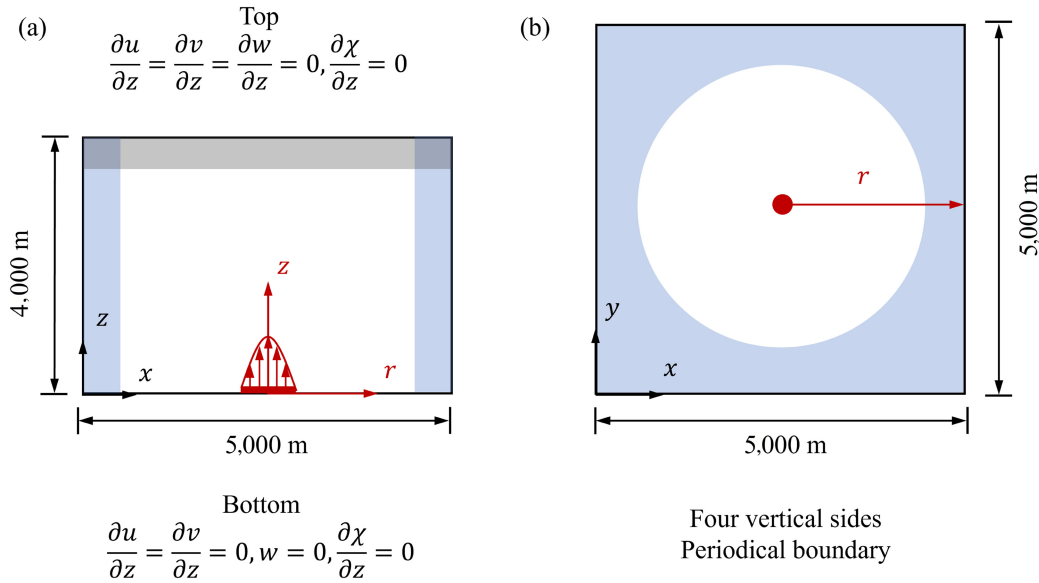 (a)
Top
∂u/∂z = ∂v/∂z = ∂w/∂z = 0, ∂χ/∂z = 0
4,000 m
z
x
z
r
5,000 m
Bottom
∂u/∂z = ∂v/∂z = 0, w = 0, ∂χ/∂z = 0
(b)
r
y
x
5,000 m
5,000 m
Four vertical sides
Periodical boundary